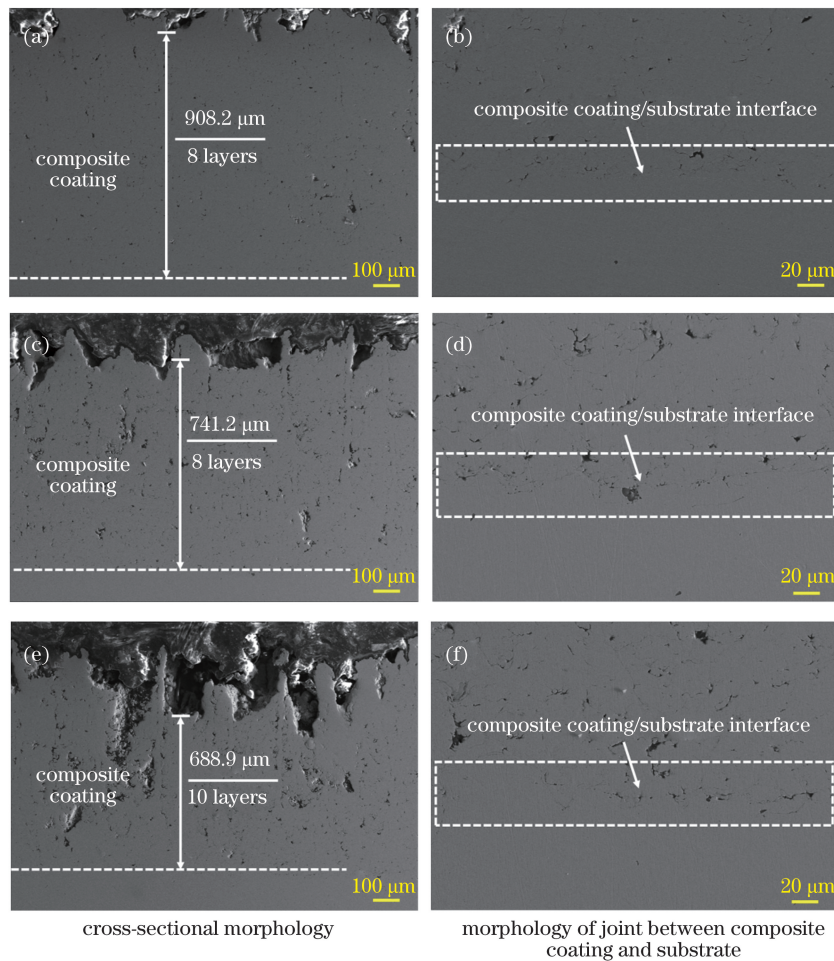 (a)
908.2 μm
8 layers
composite
coating
100 μm
(b)
composite coating/substrate interface
20 μm
(c)
741.2 μm
8 layers
composite
coating
100 μm
(d)
composite coating/substrate interface
20 μm
(e)
688.9 μm
10 layers
composite
coating
100 μm
(f)
composite coating/substrate interface
20 μm
cross-sectional morphology
morphology of joint between composite
coating and substrate